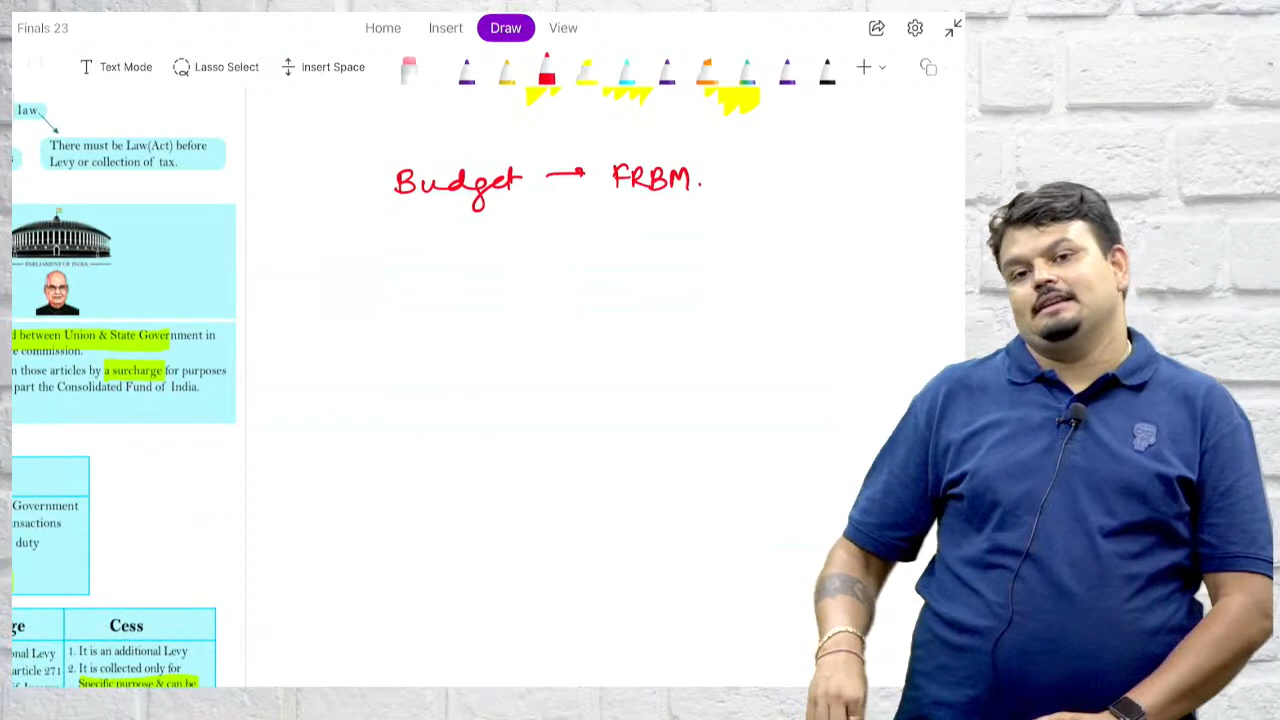 Finals 23
Home Insert Draw View
Text Mode Lasso Select Insert Space
law.
There must be Law(Act) before
Levy or collection of tax.
Budget → FRBM.
PARLIAMENT OF INDIA
d between Union & State Government in
e commission.
n those articles by a surcharge for purposes
part the Consolidated Fund of India.
Government
nsactions
duty
ge Cess
nal Levy 1. It is an additional Levy
article 271 2. It is collected only for
Specific purpose & can be